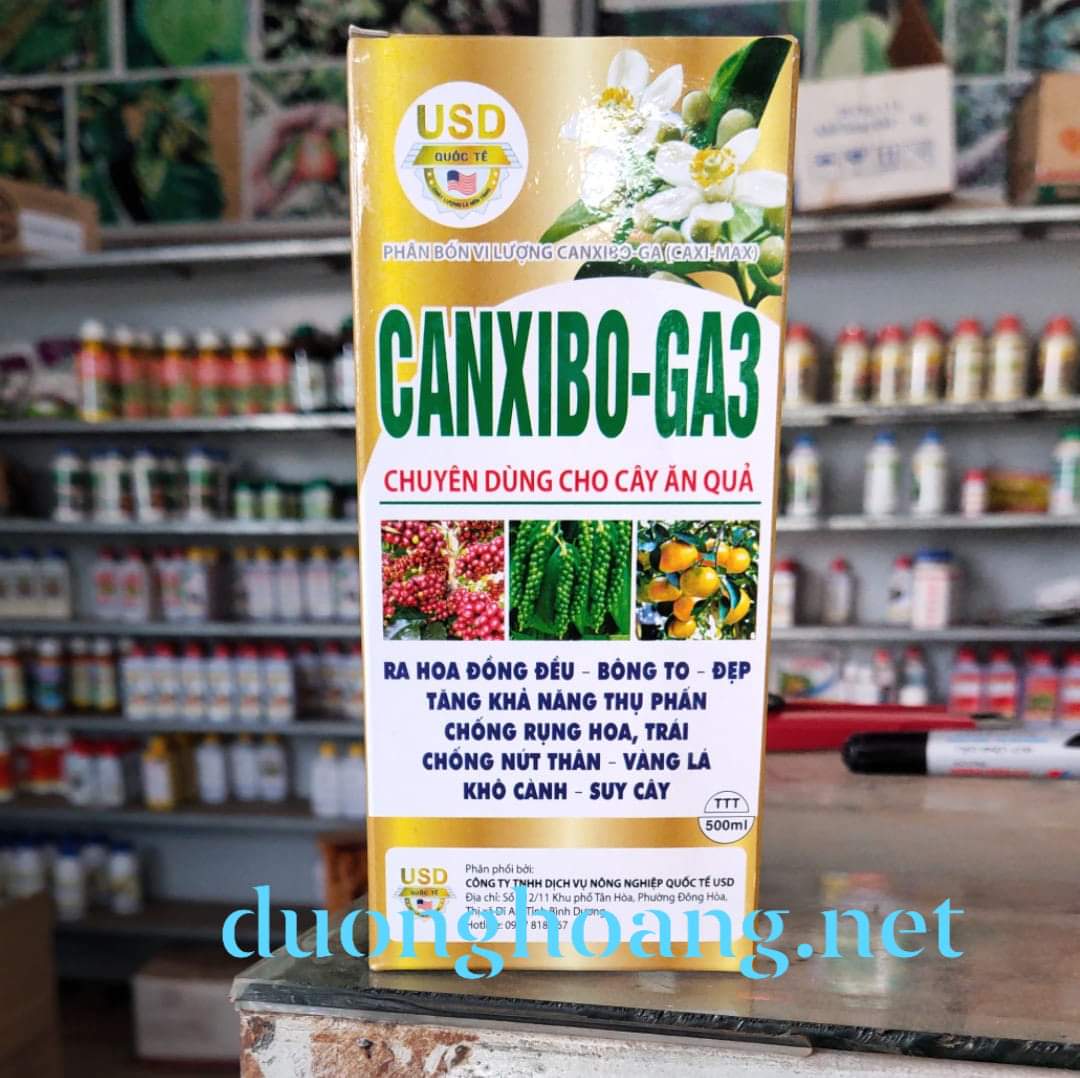 USD
QUỐC TẾ
PHÂN BÓN VI LƯỢNG CANXIBO-GA (CAXI-MAX)
CANXIBO-GA3
CHUYÊN DÙNG CHO CÂY ĂN QUẢ
RA HOA ĐỒNG ĐỀU - BÔNG TO - ĐẸP
TĂNG KHẢ NĂNG THỤ PHẤN
CHỐNG RỤNG HOA, TRÁI
CHỐNG NỨT THÂN - VÀNG LÁ
KHÔ CÀNH - SUY CÂY
TTT
500ml
USD
QUỐC TẾ
Phân phối bởi:
CÔNG TY TNHH DỊCH VỤ NÔNG NGHIỆP QUỐC TẾ USD
Địa chỉ: Khu phố Tân Hòa, Phường Đông Hòa,
Tỉnh Bình Dương
duonghoang.net